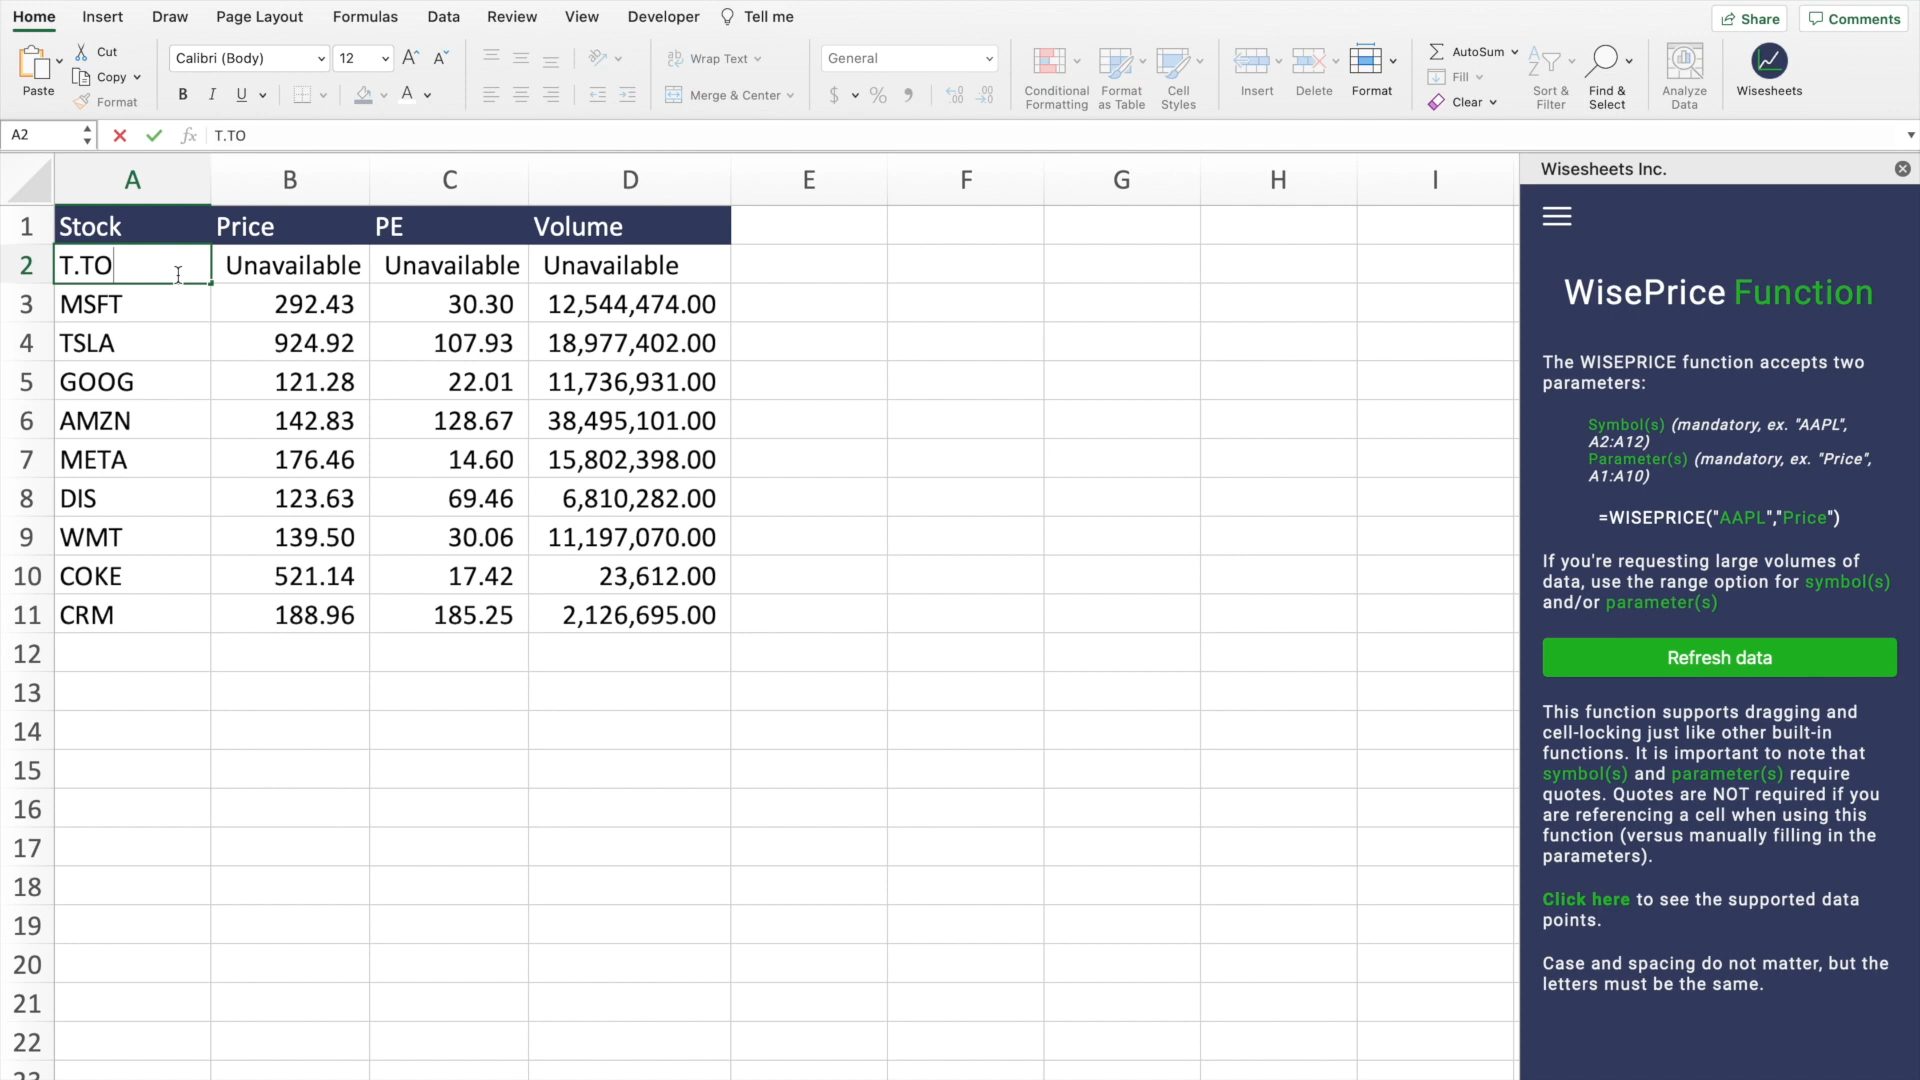 Home Insert Draw Page Layout Formulas Data Review View Developer Tell me Share Comments
Paste Cut Copy Format
Calibri (Body) 12 A A
B I U A
Wrap Text
Merge & Center
General
$ % 9
Conditional Formatting Format as Table Cell Styles Insert Delete Format
AutoSum
Fill
Clear
Sort & Filter Find & Select Analyze Data Wisesheets
A2 fx T.TO
A B C D E F G H I
1 Stock Price PE Volume
2 T.TO Unavailable Unavailable Unavailable
3 MSFT 292.43 30.30 12,544,474.00
4 TSLA 924.92 107.93 18,977,402.00
5 GOOG 121.28 22.01 11,736,931.00
6 AMZN 142.83 128.67 38,495,101.00
7 META 176.46 14.60 15,802,398.00
8 DIS 123.63 69.46 6,810,282.00
9 WMT 139.50 30.06 11,197,070.00
10 COKE 521.14 17.42 23,612.00
11 CRM 188.96 185.25 2,126,695.00
12
13
14
15
16
17
18
19
20
21
22
23
Wisesheets Inc.
WisePrice Function
The WISEPRICE function accepts two
parameters:
Symbol(s) (mandatory, ex. "AAPL",
A2:A12)
Parameter(s) (mandatory, ex. "Price",
A1:A10)
=WISEPRICE("AAPL","Price")
If you're requesting large volumes of
data, use the range option for symbol(s)
and/or parameter(s)
Refresh data
This function supports dragging and
cell-locking just like other built-in
functions. It is important to note that
symbol(s) and parameter(s) require
quotes. Quotes are NOT required if you
are referencing a cell when using this
function (versus manually filling in the
parameters).
Click here to see the supported data
points.
Case and spacing do not matter, but the
letters must be the same.